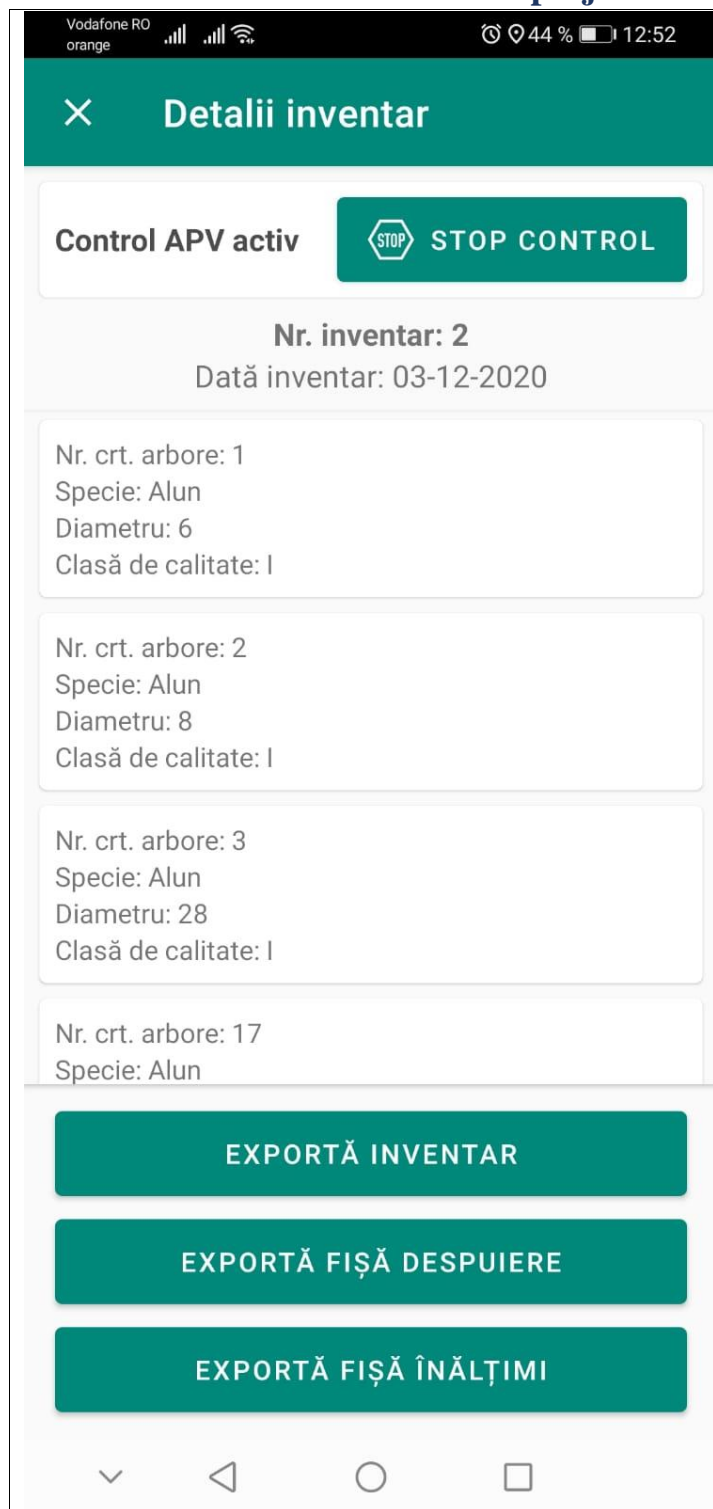 Vodafone RO
orange
44 % 12:52
Detalii inventar
Control APV activ
STOP STOP CONTROL
Nr. inventar: 2
Dată inventar: 03-12-2020
Nr. crt. arbore: 1
Specie: Alun
Diametru: 6
Clasă de calitate: I
Nr. crt. arbore: 2
Specie: Alun
Diametru: 8
Clasă de calitate: I
Nr. crt. arbore: 3
Specie: Alun
Diametru: 28
Clasă de calitate: I
Nr. crt. arbore: 17
Specie: Alun
EXPORTĂ INVENTAR
EXPORTĂ FIȘĂ DESPUIERE
EXPORTĂ FIȘĂ ÎNĂLȚIMI